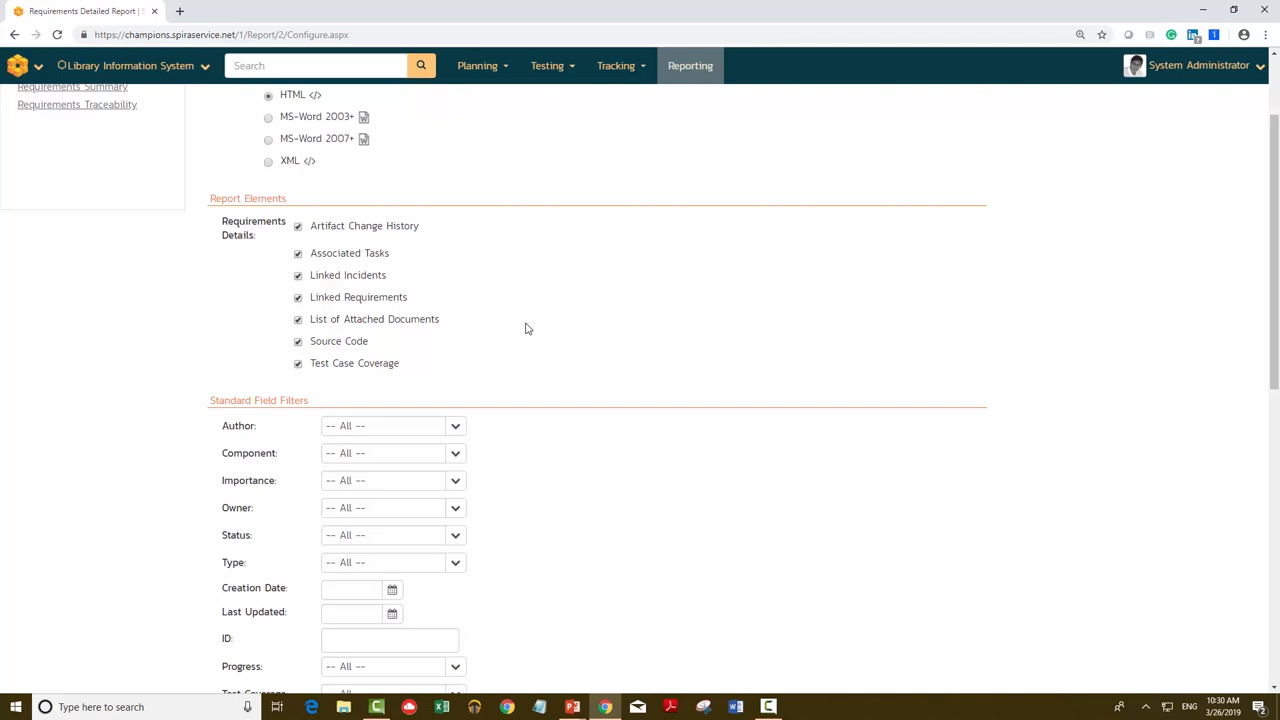 Requirements Detailed Report | S
https://champions.spiraservice.net/1/Report/2/Configure.aspx
Library Information System
Search
Planning
Testing
Tracking
Reporting
System Administrator
Requirements Summary
Requirements Traceability
HTML
MS-Word 2003+
MS-Word 2007+
XML
Report Elements
Requirements Details:
Artifact Change History
Associated Tasks
Linked Incidents
Linked Requirements
List of Attached Documents
Source Code
Test Case Coverage
Standard Field Filters
Author: -- All --
Component: -- All --
Importance: -- All --
Owner: -- All --
Status: -- All --
Type: -- All --
Creation Date:
Last Updated:
ID:
Progress: -- All --
Test Coverage -- All --
Type here to search
10:30 AM
3/26/2019
2